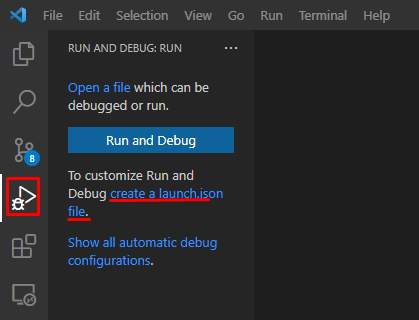 File Edit Selection View Go Run Terminal Help
RUN AND DEBUG: RUN ...
Open a file which can be
debugged or run.
Run and Debug
To customize Run and
Debug create a launch.json
file.
Show all automatic debug
configurations.
8